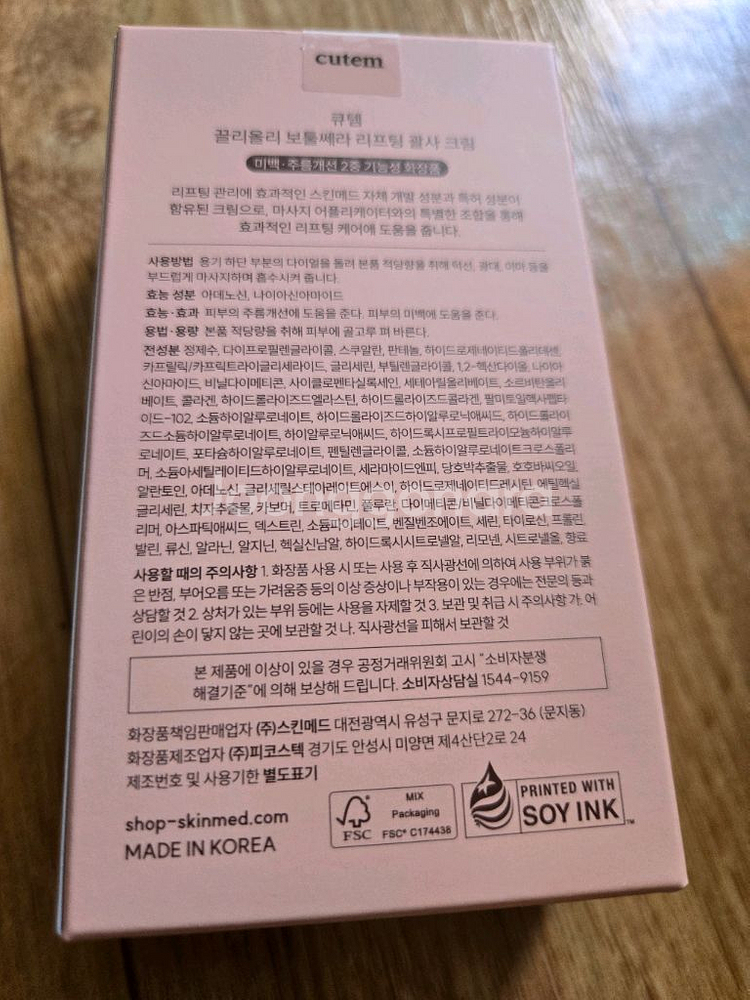 cutem
큐템
끌리올리 보툴쎄라 리프팅 괄사 크림
미백·주름개선 2중 기능성 화장품
리프팅 관리에 효과적인 스킨메드 자체 개발 성분과 특허 성분이
함유된 크림으로, 마사지 어플리케이터와의 특별한 조합을 통해
효과적인 리프팅 케어에 도움을 줍니다.
사용방법 용기 하단 부분의 다이얼을 돌려 본품 적당량을 취해 턱선, 광대, 이마 등을
부드럽게 마사지하며 흡수시켜 줍니다.
효능 성분 아데노신, 나이아신아마이드
효능·효과 피부의 주름개선에 도움을 준다. 피부의 미백에 도움을 준다.
용법·용량 본품 적당량을 취해 피부에 골고루 펴 바른다.
전성분 정제수, 다이프로필렌글라이콜, 스쿠알란, 판테놀, 하이드로제네이티드폴리데센,
카프릴릭/카프릭트라이글리세라이드, 글리세린, 부틸렌글라이콜, 1,2-헥산다이올, 나이아
신아마이드, 비닐다이메티콘, 사이클로펜타실록세인, 세테아릴올리베이트, 소르비탄올리
베이트, 콜라겐, 하이드롤라이즈드엘라스틴, 하이드롤라이즈드콜라겐, 팔미토일헥사펩타
이드-102, 소듐하이알루로네이트, 하이드롤라이즈드하이알루로닉애씨드, 하이드롤라이
즈드소듐하이알루로네이트, 하이알루로닉애씨드, 하이드록시프로필트라이모늄하이알루
로네이트, 포타슘하이알루로네이트, 펜틸렌글라이콜, 소듐하이알루로네이트크로스폴리
머, 소듐아세틸레이티드하이알루로네이트, 세라마이드엔피, 당호박추출물, 호호바씨오일,
알란토인, 아데노신, 글리세릴스테아레이트에스이, 하이드로제네이티드레시틴, 에틸헥실
글리세린, 치자추출물, 카보머, 트로메타민, 풀루란, 다이메티콘/비닐다이메티콘크로스폴
리머, 아스파틱애씨드, 덱스트린, 소듐파이테이트, 벤질벤조에이트, 세린, 타이로신, 프롤린,
발린, 류신, 알라닌, 알지닌, 헥실신남알, 하이드록시시트로넬알, 리모넨, 시트로넬올, 향료
사용할 때의 주의사항 1. 화장품 사용 시 또는 사용 후 직사광선에 의하여 사용 부위가 붉
은 반점, 부어오름 또는 가려움증 등의 이상 증상이나 부작용이 있는 경우에는 전문의 등과
상담할 것 2. 상처가 있는 부위 등에는 사용을 자제할 것 3. 보관 및 취급 시 주의사항 가. 어
린이의 손이 닿지 않는 곳에 보관할 것 나. 직사광선을 피해서 보관할 것
본 제품에 이상이 있을 경우 공정거래위원회 고시 "소비자분쟁
해결기준"에 의해 보상해 드립니다. 소비자상담실 1544-9159
화장품책임판매업자 (주)스킨메드 대전광역시 유성구 문지로 272-36 (문지동)
화장품제조업자 (주)피코스텍 경기도 안성시 미양면 제4산단2로 24
제조번호 및 사용기한 별도표기
shop-skinmed.com
MADE IN KOREA
FSC
MIX
Packaging
FSC® C174438
PRINTED WITH
SOY INK™